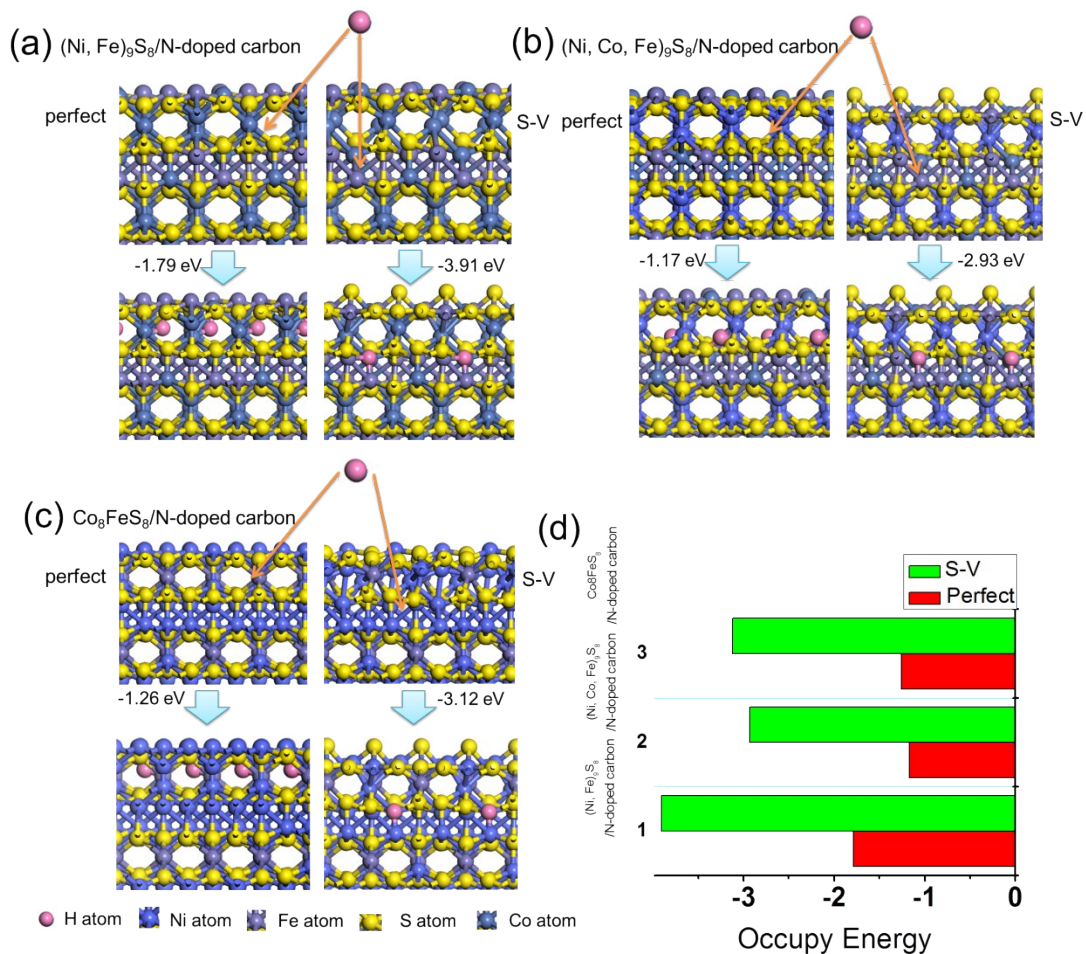 (a) (Ni, Fe)₉S₈/N-doped carbon
perfect
S-V
-1.79 eV
-3.91 eV
(b) (Ni, Co, Fe)₉S₈/N-doped carbon
perfect
S-V
-1.17 eV
-2.93 eV
(c) Co₈FeS₈/N-doped carbon
perfect
S-V
-1.26 eV
-3.12 eV
H atom Ni atom Fe atom S atom Co atom
(d)
S-V
Perfect
Co8FeS₈
/N-doped carbon
3
(Ni, Co, Fe)₉S₈
/N-doped carbon
2
(Ni, Fe)₉S₈
/N-doped carbon
1
-3 -2 -1 0
Occupy Energy